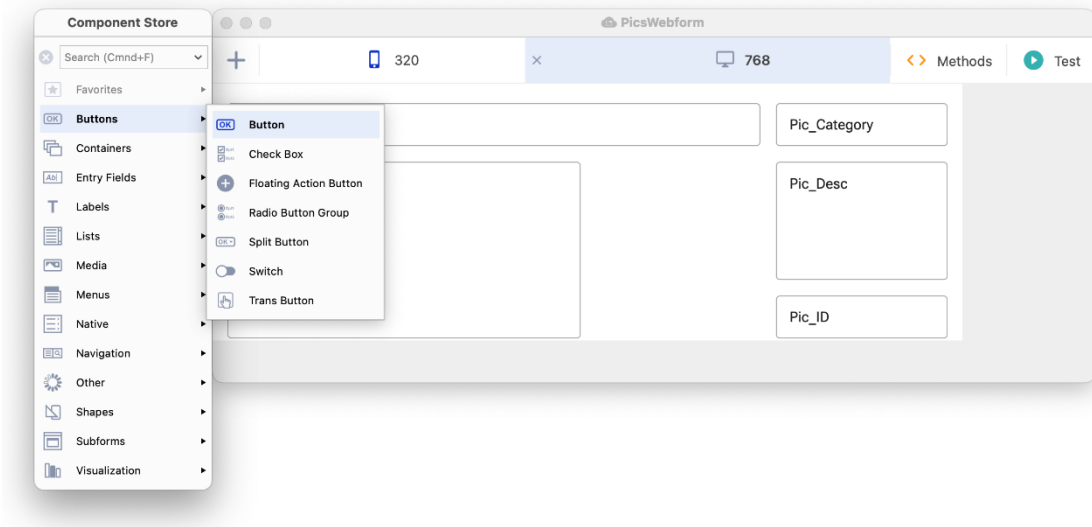 Component Store
Search (Cmnd+F)
Favorites
Buttons
Containers
Entry Fields
Labels
Lists
Media
Menus
Native
Navigation
Other
Shapes
Subforms
Visualization
Button
Check Box
Floating Action Button
Radio Button Group
Split Button
Switch
Trans Button
PicsWebform
320
768
Methods
Test
Pic_Category
Pic_Desc
Pic_ID